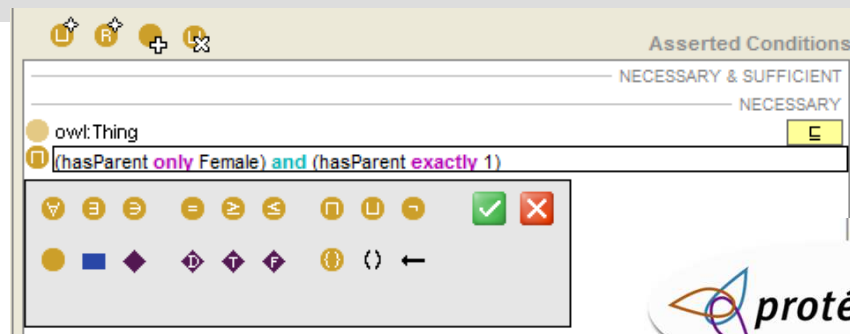 Asserted Conditions
NECESSARY & SUFFICIENT
NECESSARY
owl:Thing
⊑
(hasParent only Female) and (hasParent exactly 1)
∀ ∃ ∋ = ≥ ≤ ⊓ ⊔ ¬
D T F {} () ←
proté